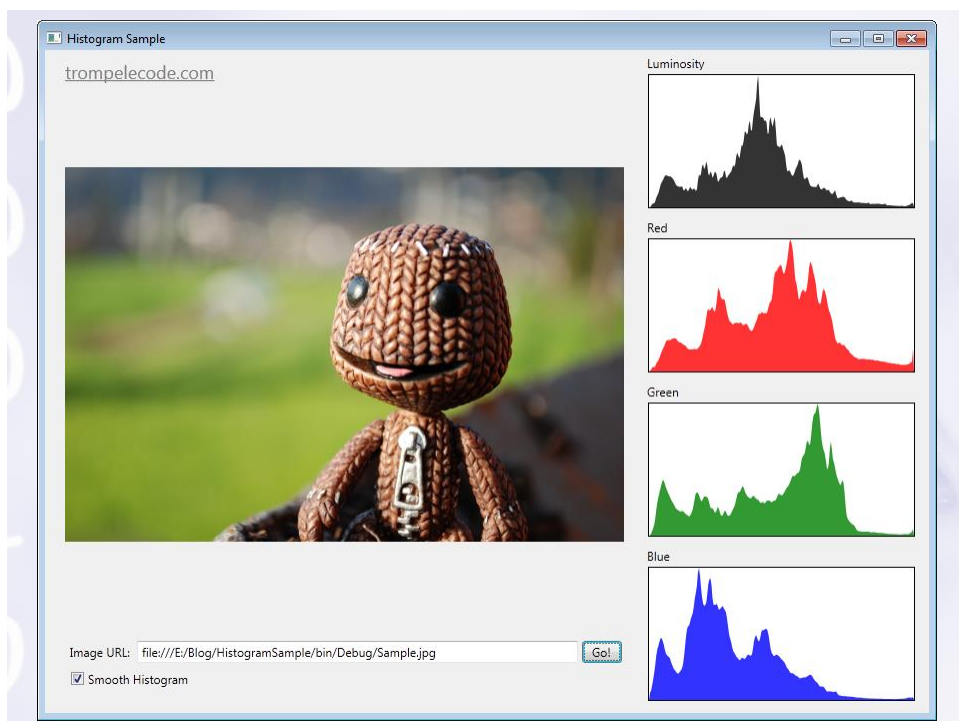 Histogram Sample
trompelecode.com
Luminosity
Red
Green
Blue
Image URL: file:///E:/Blog/HistogramSample/bin/Debug/Sample.jpg Go!
Smooth Histogram